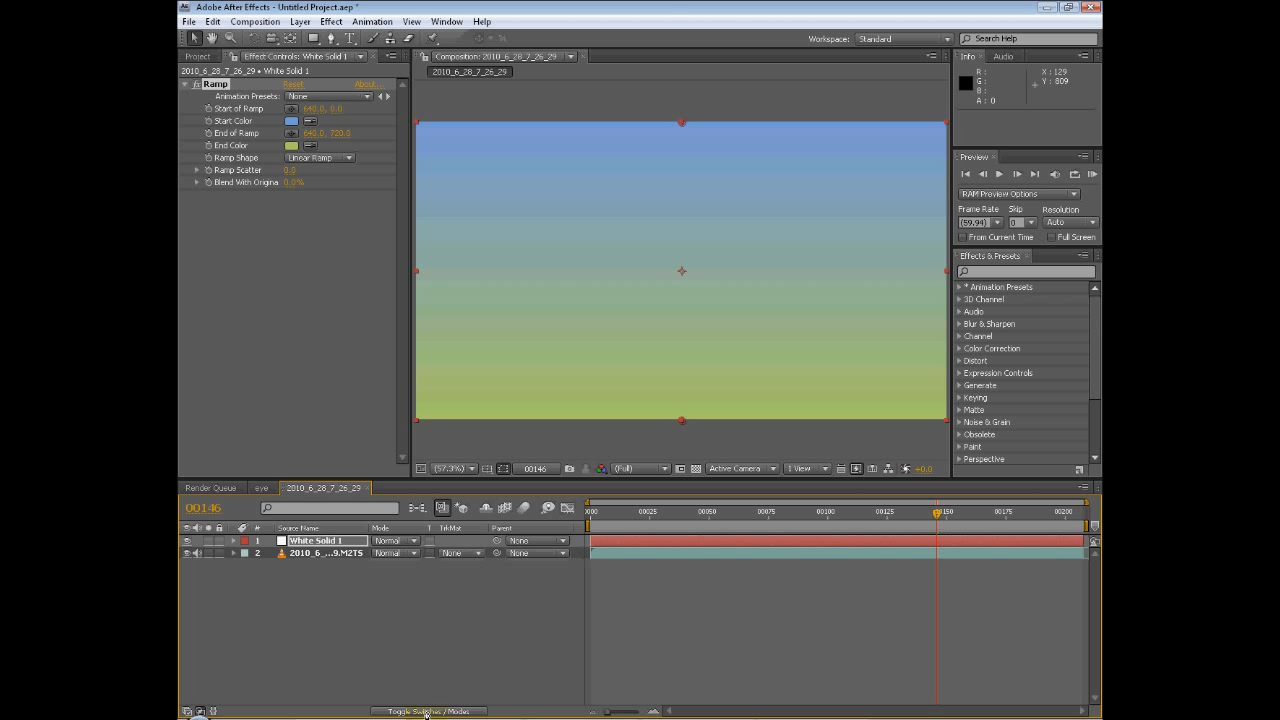 Adobe After Effects - Untitled Project.aep *
File Edit Composition Layer Effect Animation View Window Help
Workspace: Standard Search Help
Project Effect Controls: White Solid 1
2010_6_28_7_26_29 • White Solid 1
Ramp Reset About...
Animation Presets: None
Start of Ramp 640.0, 0.0
Start Color
End of Ramp 640.0, 720.0
End Color
Ramp Shape Linear Ramp
Ramp Scatter 0.0
Blend With Origina 0.0%
Composition: 2010_6_28_7_26_29
2010_6_28_7_26_29
(57.3%) 00146 (Full) Active Camera 1 View +0.0
Info Audio
R: X: 129
G: Y: 809
B:
A: 0
Preview
RAM Preview Options
Frame Rate Skip Resolution
(59.94) 0 Auto
From Current Time Full Screen
Effects & Presets
* Animation Presets
3D Channel
Audio
Blur & Sharpen
Channel
Color Correction
Distort
Expression Controls
Generate
Keying
Matte
Noise & Grain
Obsolete
Paint
Perspective
Render Queue eye 2010_6_28_7_26_29
00146
0000 00025 00050 00075 00100 00125 00150 00175 00200
# Source Name Mode T TrkMat Parent
1 White Solid 1 Normal None
2 2010_6_...9.M2TS Normal None None
Toggle Switches / Modes